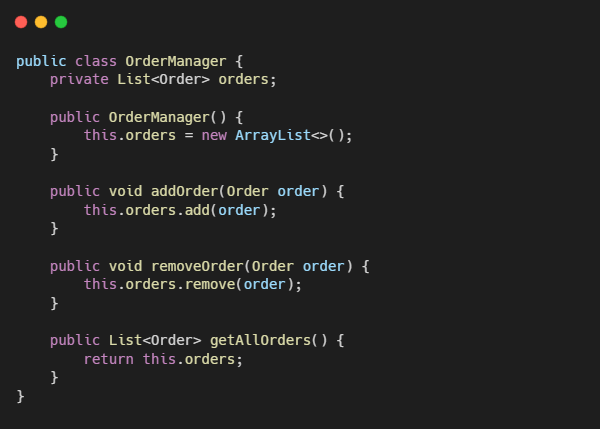 public class OrderManager {
    private List<Order> orders;

    public OrderManager() {
        this.orders = new ArrayList<>();
    }

    public void addOrder(Order order) {
        this.orders.add(order);
    }

    public void removeOrder(Order order) {
        this.orders.remove(order);
    }

    public List<Order> getAllOrders() {
        return this.orders;
    }
}